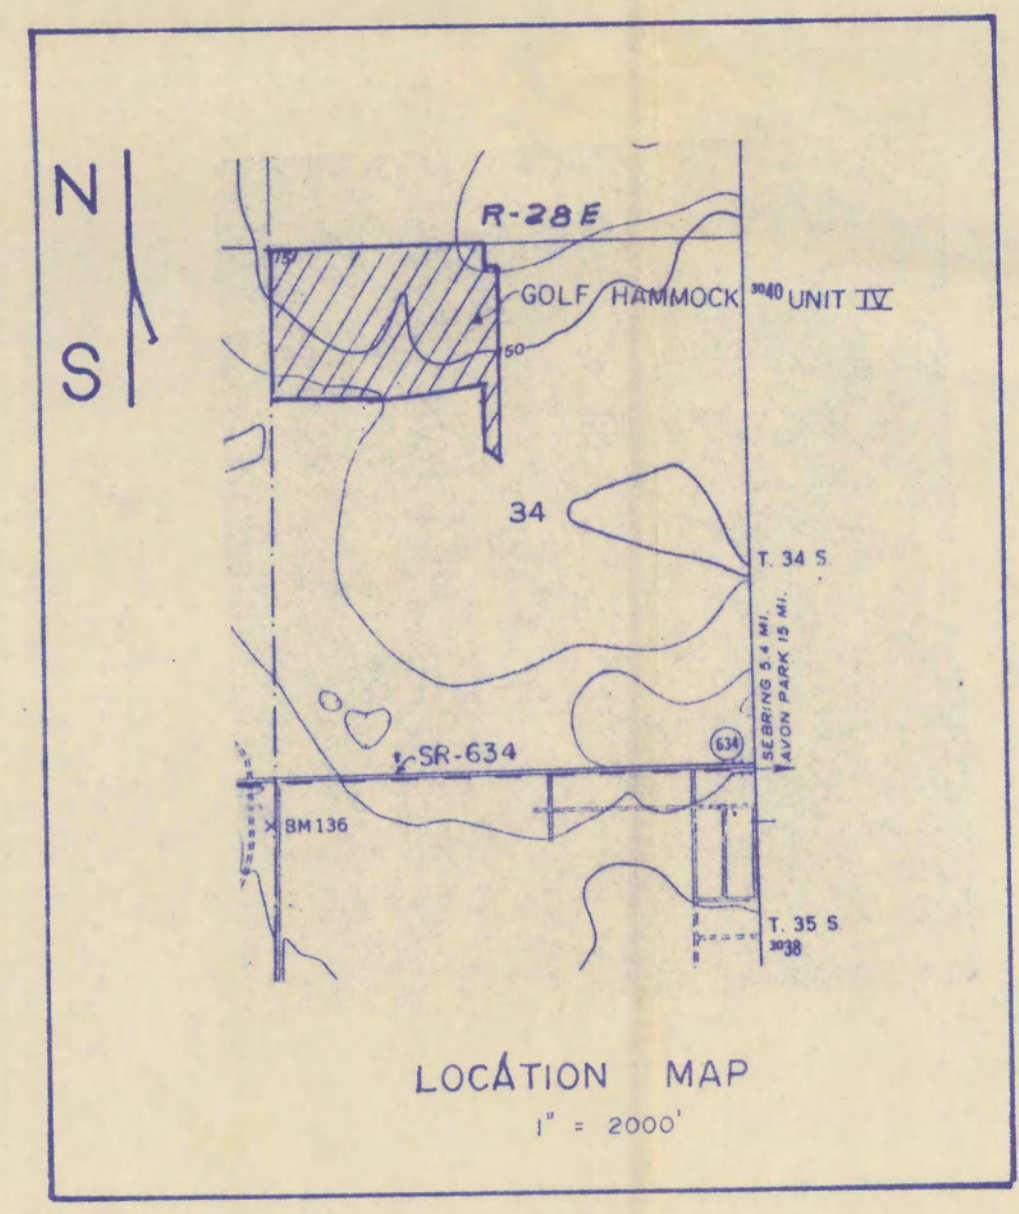 N
S
R-28E
GOLF HAMMOCK 3040 UNIT IV
50
34
T. 34 S.
SEBRING 5.4 MI.
AVON PARK 15 MI.
634
SR-634
BM 136
T. 35 S.
3038
LOCATION MAP
1" = 2000'